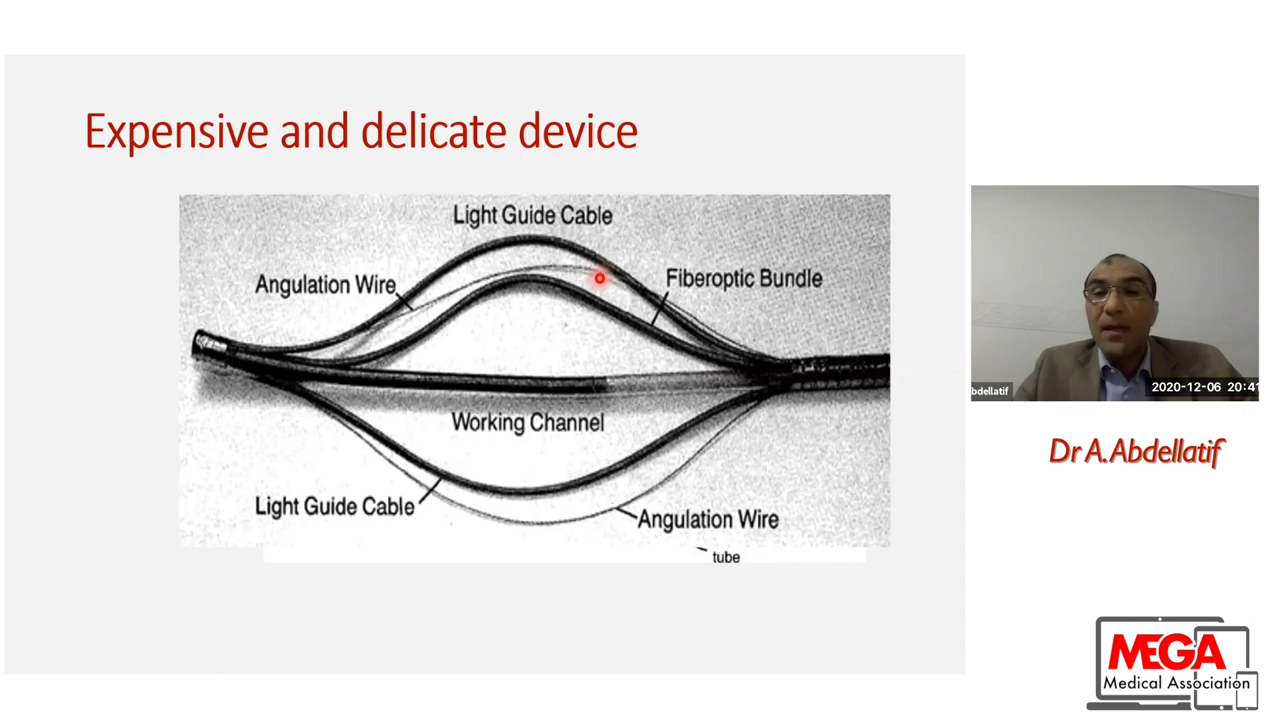 Expensive and delicate device
Light Guide Cable
Angulation Wire
Fiberoptic Bundle
Working Channel
Light Guide Cable
Angulation Wire
tube
bdellatif
2020-12-06 20:41
Dr A.Abdellatif
MEGA
Medical Association